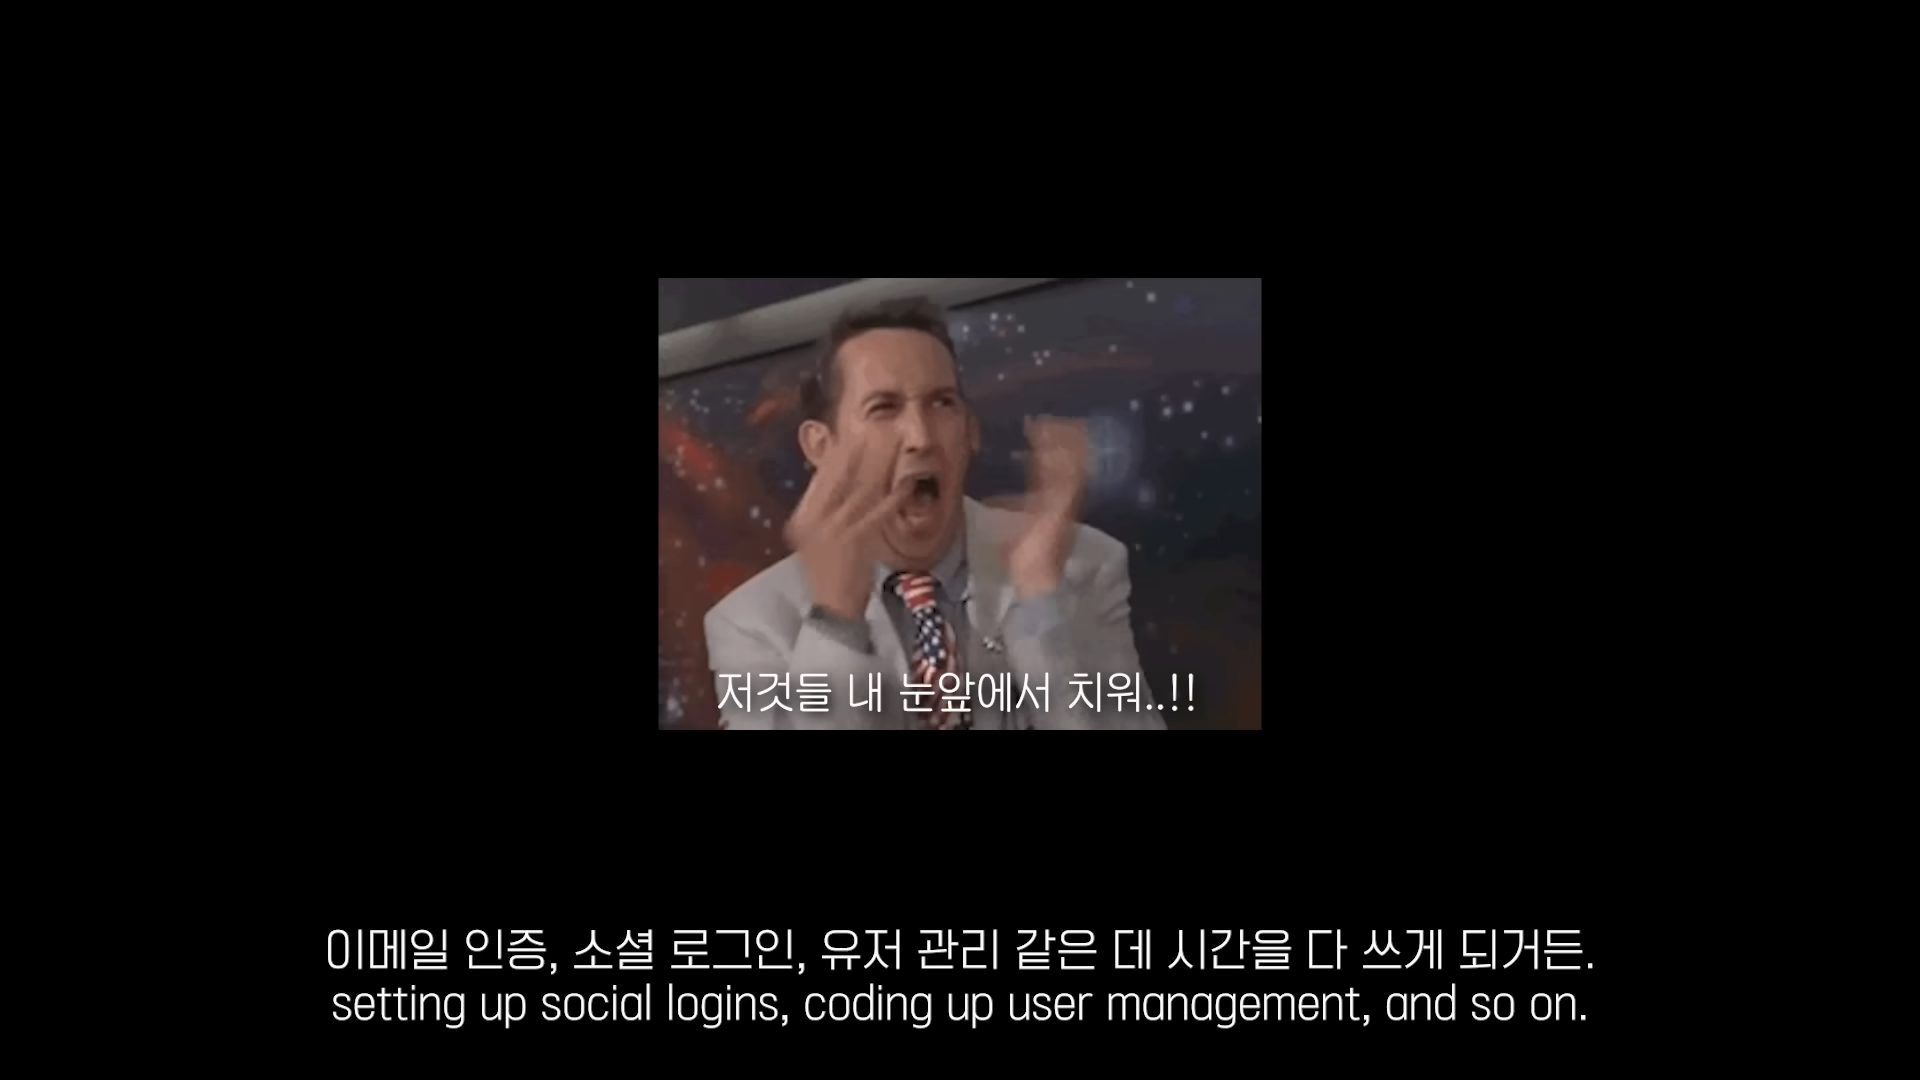 저것들 내 눈앞에서 치워..!!
이메일 인증, 소셜 로그인, 유저 관리 같은 데 시간을 다 쓰게 되거든.
setting up social logins, coding up user management, and so on.